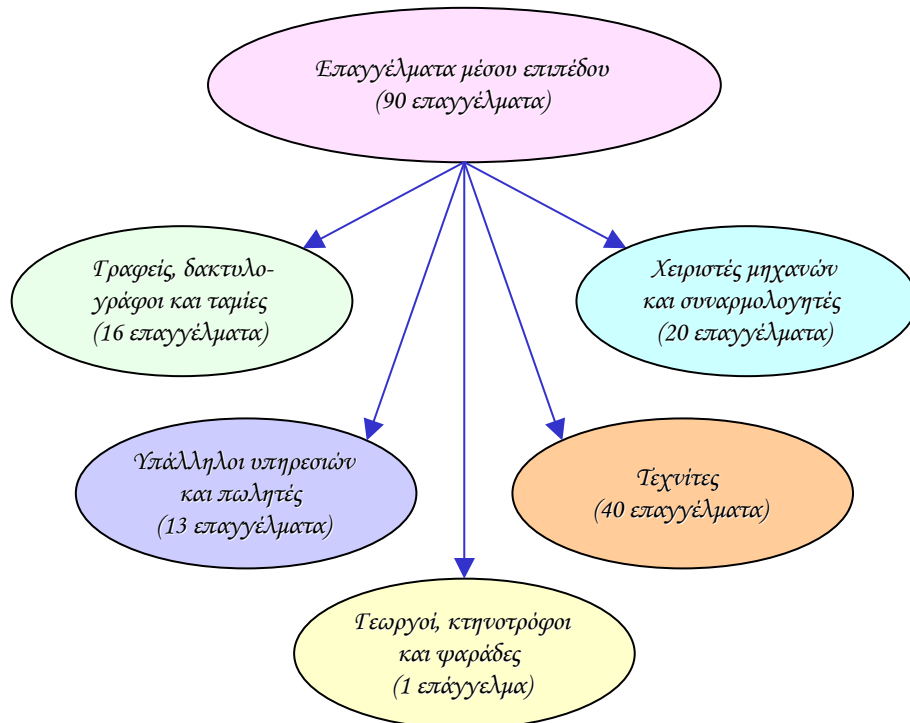 Επαγγέλματα μέσου επιπέδου
(90 επαγγέλματα)
Γραφείς, δακτυλο-
γράφοι και ταμίες
(16 επαγγέλματα)
Χειριστές μηχανών
και συναρμολογητές
(20 επαγγέλματα)
Υπάλληλοι υπηρεσιών
και πωλητές
(13 επαγγέλματα)
Τεχνίτες
(40 επαγγέλματα)
Γεωργοί, κτηνοτρόφοι
και ψαράδες
(1 επάγγελμα)